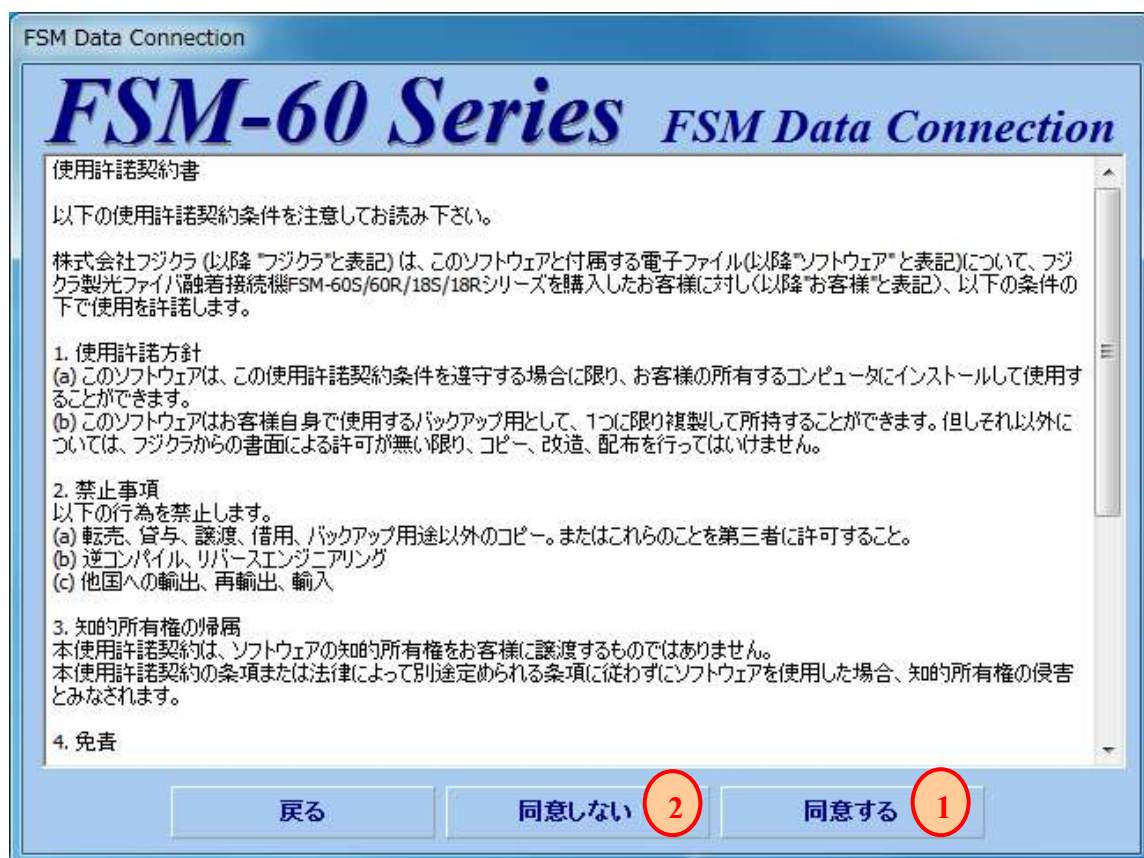 FSM Data Connection
FSM-60 Series FSM Data Connection
使用許諾契約書
以下の使用許諾契約条件を注意してお読み下さい。
株式会社フジクラ (以降 "フジクラ"と表記) は、このソフトウェアと付属する電子ファイル(以降"ソフトウェア" と表記)について、フジ
クラ製光ファイバ融着接続機FSM-60S/60R/18S/18Rシリーズを購入したお客様に対し〈以降"お客様"と表記〉、以下の条件の
下で使用を許諾します。
1. 使用許諾方針
(a) このソフトウェアは、この使用許諾契約条件を遵守する場合に限り、お客様の所有するコンピュータにインストールして使用す
ることができます。
(b) このソフトウェアはお客様自身で使用するバックアップ用として、1つに限り複製して所持することができます。但しそれ以外に
ついては、フジクラからの書面による許可が無い限り、コピー、改造、配布を行ってはいけません。
2. 禁止事項
以下の行為を禁止します。
(a) 転売、貸与、譲渡、借用、バックアップ用途以外のコピー。またはこれらのことを第三者に許可すること。
(b) 逆コンパイル、リバースエンジニアリング
(c) 他国への輸出、再輸出、輸入
3. 知的所有権の帰属
本使用許諾契約は、ソフトウェアの知的所有権をお客様に譲渡するものではありません。
本使用許諾契約の条項または法律によって別途定められる条項に従わずにソフトウェアを使用した場合、知的所有権の侵害
とみなされます。
4. 免責
戻る 同意しない 2 同意する 1